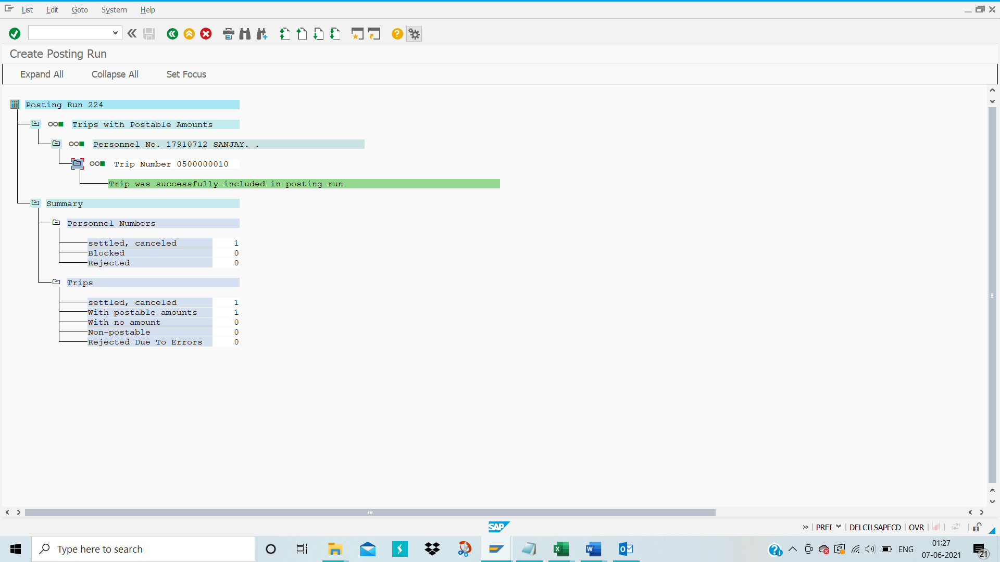 List Edit Goto System Help
Create Posting Run
Expand All Collapse All Set Focus
Posting Run 224
Trips with Postable Amounts
Personnel No. 17910712 SANJAY. .
Trip Number 0500000010
Trip was successfully included in posting run
Summary
Personnel Numbers
settled, canceled 1
Blocked 0
Rejected 0
Trips
settled, canceled 1
With postable amounts 1
With no amount 0
Non-postable 0
Rejected Due To Errors 0
SAP
PRFI DELCILSAPECD OVR
Type here to search
ENG
01:27
07-06-2021
21